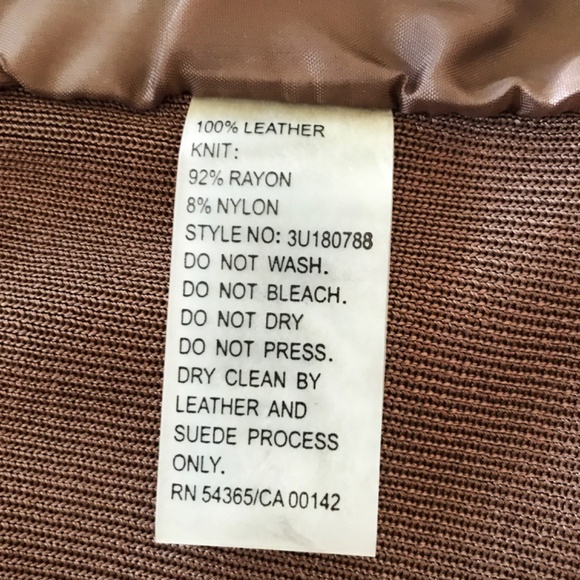 100% LEATHER
KNIT:
92% RAYON
8% NYLON
STYLE NO: 3U180788
DO NOT WASH.
DO NOT BLEACH.
DO NOT DRY
DO NOT PRESS.
DRY CLEAN BY
LEATHER AND
SUEDE PROCESS
ONLY.
RN 54365/CA 00142